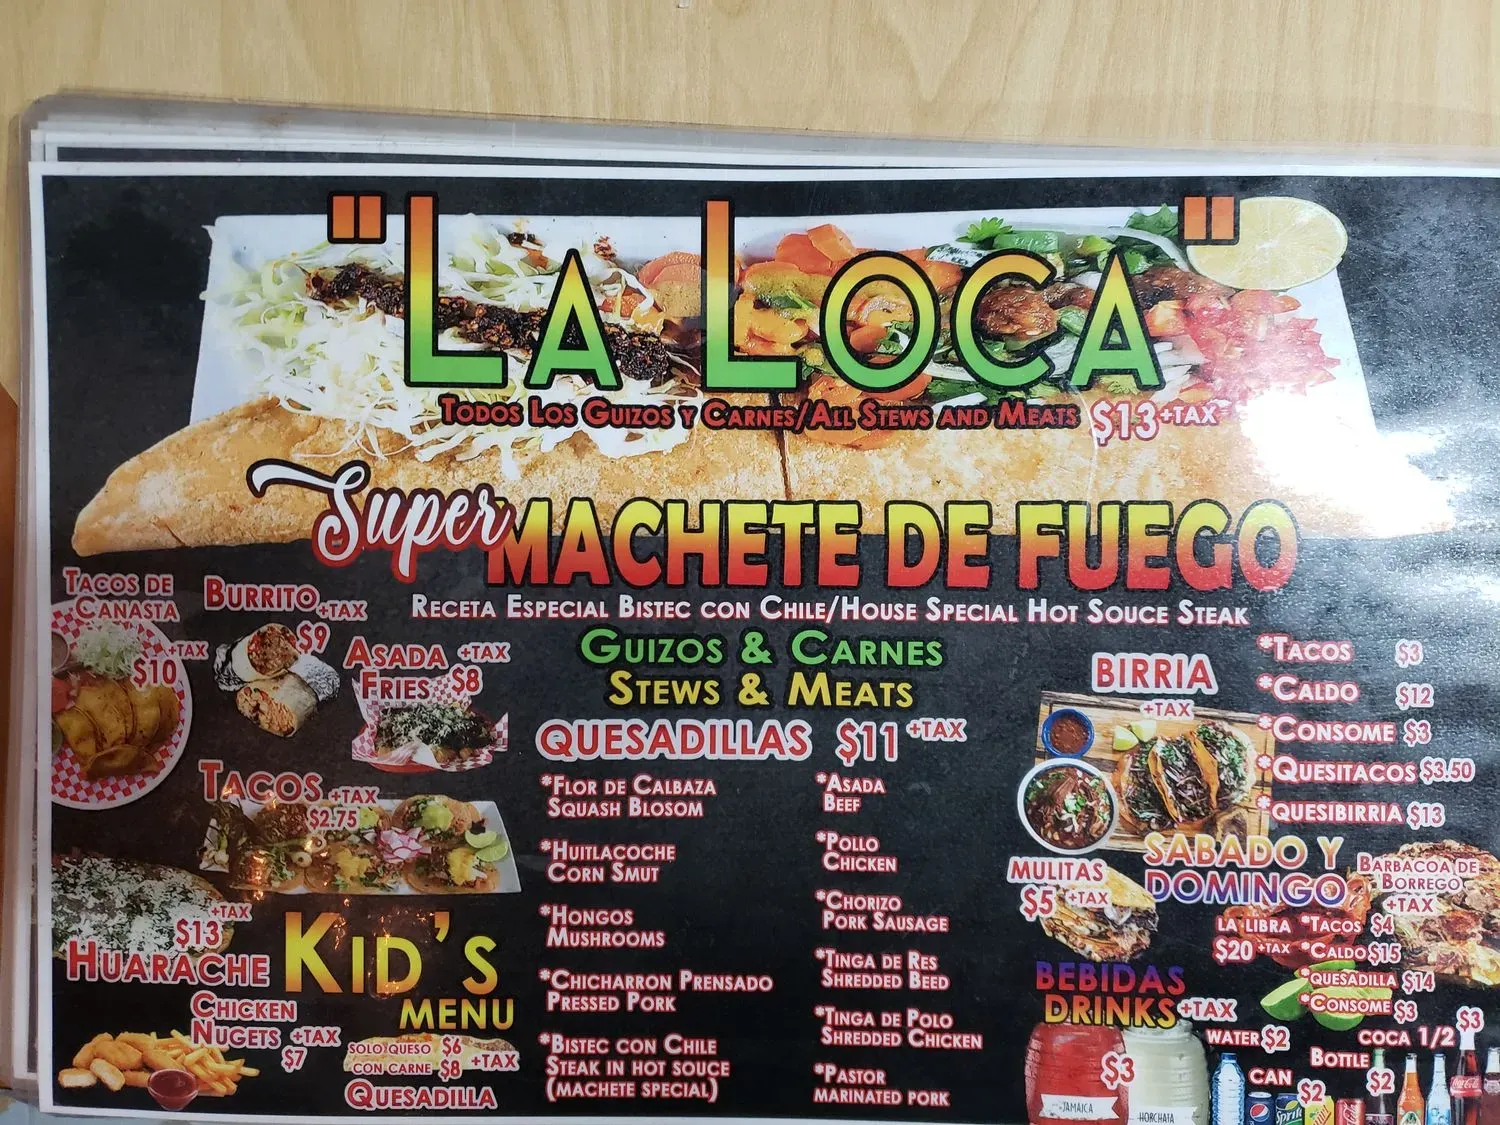 "LA LOCA"
TODOS LOS GUIZOS Y CARNES/ALL STEWS AND MEATS $13 +TAX
Super MACHETE DE FUEGO
RECETA ESPECIAL BISTEC CON CHILE/HOUSE SPECIAL HOT SOUCE STEAK
TACOS DE
CANASTA
+TAX
$10
BURRITO +TAX
$9
ASADA +TAX
FRIES $8
TACOS +TAX
$2.75
+TAX
$13
HUARACHE
KID'S
MENU
CHICKEN
NUGETS +TAX
$7
SOLO QUESO $6
CON CARNE $8 +TAX
QUESADILLA
GUIZOS & CARNES
STEWS & MEATS
QUESADILLAS $11 +TAX
*FLOR DE CALBAZA
SQUASH BLOSOM
*HUITLACOCHE
CORN SMUT
*HONGOS
MUSHROOMS
*CHICHARRON PRENSADO
PRESSED PORK
*BISTEC CON CHILE
STEAK IN HOT SOUCE
(MACHETE SPECIAL)
*ASADA
BEEF
*POLLO
CHICKEN
*CHORIZO
PORK SAUSAGE
*TINGA DE RES
SHREDDED BEED
*TINGA DE POLO
SHREDDED CHICKEN
*PASTOR
MARINATED PORK
BIRRIA
+TAX
*TACOS $3
*CALDO $12
*CONSOME $3
*QUESITACOS $3.50
*QUESIBIRRIA $13
MULITAS
$5 +TAX
SABADO Y
DOMINGO
BARBACOA DE
BORREGO
+TAX
LA LIBRA
$20 +TAX
*TACOS $4
*CALDO $15
*QUESADILLA $14
*CONSOME $3
BEBIDAS
DRINKS +TAX
$3
JAMAICA
HORCHATA
WATER $2
CAN
$2
BOTTLE
$2
COCA 1/2 $3
pepsi
Sprite
Coca-Cola